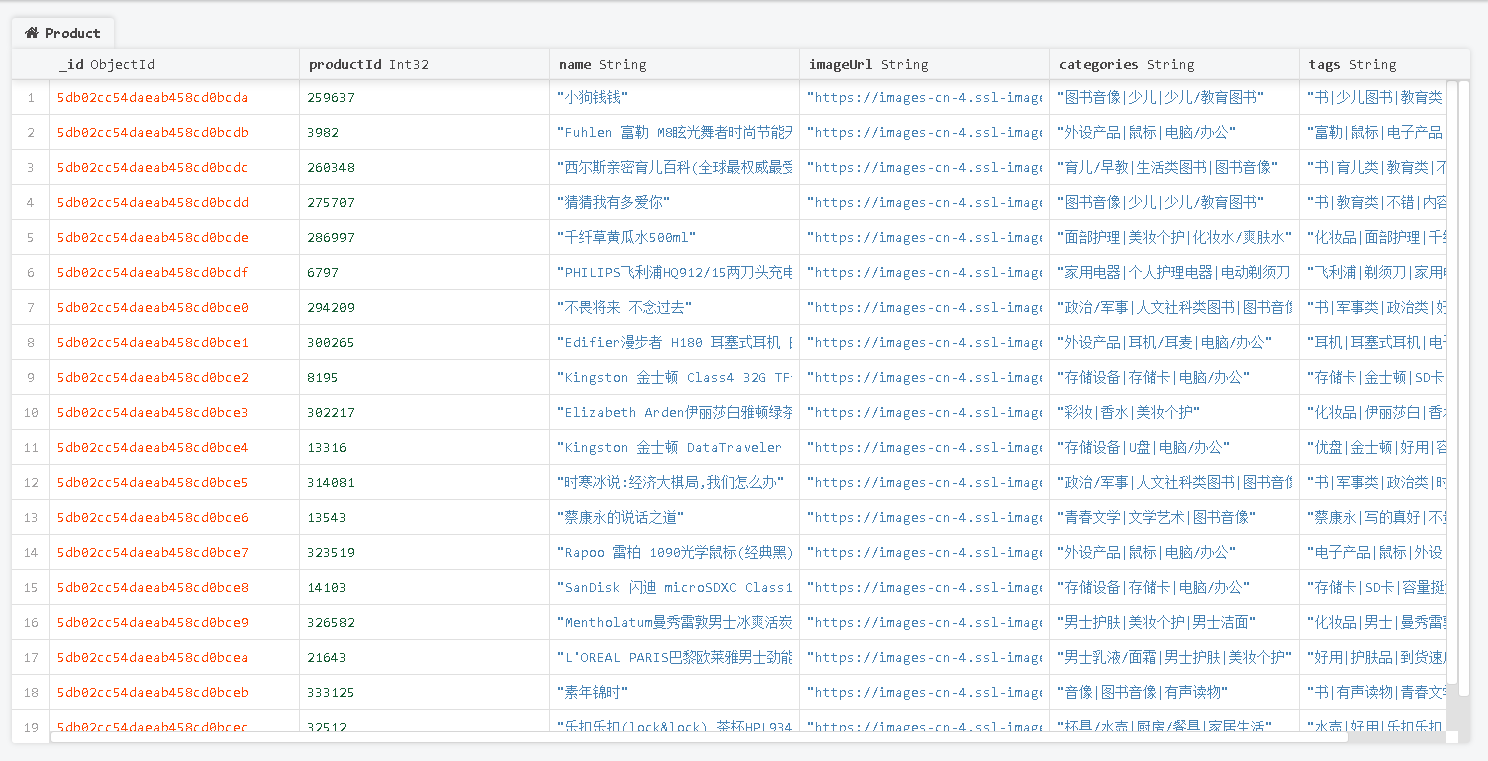 Product
_id ObjectId productId Int32 name String imageUrl String categories String tags String
1 5db02cc54daeab458cd0bcda 259637 "小狗钱钱" "https://images-cn-4.ssl-image "图书音像|少儿|少儿/教育图书" "书|少儿图书|教育类
2 5db02cc54daeab458cd0bcdb 3982 "Fuhlen 富勒 M8眩光舞者时尚节能 "https://images-cn-4.ssl-image "外设产品|鼠标|电脑/办公" "富勒|鼠标|电子产品
3 5db02cc54daeab458cd0bcdc 260348 "西尔斯亲密育儿百科(全球最权威最受 "https://images-cn-4.ssl-image "育儿/早教|生活类图书|图书音像" "书|育儿类|教育类|不
4 5db02cc54daeab458cd0bcdd 275707 "猜猜我有多爱你" "https://images-cn-4.ssl-image "图书音像|少儿|少儿/教育图书" "书|教育类|不错|内容
5 5db02cc54daeab458cd0bcde 286997 "千纤草黄瓜水500ml" "https://images-cn-4.ssl-image "面部护理|美妆个护|化妆水/爽肤水" "化妆品|面部护理|千纤
6 5db02cc54daeab458cd0bcdf 6797 "PHILIPS飞利浦HQ912/15两刀头充电 "https://images-cn-4.ssl-image "家用电器|个人护理电器|电动剃须刀 "飞利浦|剃须刀|家用电
7 5db02cc54daeab458cd0bce0 294209 "不畏将来 不念过去" "https://images-cn-4.ssl-image "政治/军事|人文社科类图书|图书音像 "书|军事类|政治类|好
8 5db02cc54daeab458cd0bce1 300265 "Edifier漫步者 H180 耳塞式耳机 "https://images-cn-4.ssl-image "外设产品|耳机/耳麦|电脑/办公" "耳机|耳塞式耳机|电子
9 5db02cc54daeab458cd0bce2 8195 "Kingston 金士顿 Class4 32G TF "https://images-cn-4.ssl-image "存储设备|存储卡|电脑/办公" "存储卡|金士顿|SD卡
10 5db02cc54daeab458cd0bce3 302217 "Elizabeth Arden伊丽莎白雅顿绿茶 "https://images-cn-4.ssl-image "彩妆|香水|美妆个护" "化妆品|伊丽莎白|香水
11 5db02cc54daeab458cd0bce4 13316 "Kingston 金士顿 DataTraveler "https://images-cn-4.ssl-image "存储设备|U盘|电脑/办公" "优盘|金士顿|好用|容
12 5db02cc54daeab458cd0bce5 314081 "时寒冰说:经济大棋局,我们怎么办" "https://images-cn-4.ssl-image "政治/军事|人文社科类图书|图书音像 "书|军事类|政治类|时
13 5db02cc54daeab458cd0bce6 13543 "蔡康永的说话之道" "https://images-cn-4.ssl-image "青春文学|文学艺术|图书音像" "蔡康永|写的真好|不
14 5db02cc54daeab458cd0bce7 323519 "Rapoo 雷柏 1090光学鼠标(经典黑) "https://images-cn-4.ssl-image "外设产品|鼠标|电脑/办公" "电子产品|鼠标|外设
15 5db02cc54daeab458cd0bce8 14103 "SanDisk 闪迪 microSDXC Class1 "https://images-cn-4.ssl-image "存储设备|存储卡|电脑/办公" "存储卡|SD卡|容量挺
16 5db02cc54daeab458cd0bce9 326582 "Mentholatum曼秀雷敦男士冰爽活炭 "https://images-cn-4.ssl-image "男士护肤|美妆个护|男士洁面" "化妆品|男士|曼秀雷敦
17 5db02cc54daeab458cd0bcea 21643 "L'OREAL PARIS巴黎欧莱雅男士劲能 "https://images-cn-4.ssl-image "男士乳液/面霜|男士护肤|美妆个护" "好用|护肤品|到货速度
18 5db02cc54daeab458cd0bceb 333125 "素年锦时" "https://images-cn-4.ssl-image "音像|图书音像|有声读物" "书|有声读物|青春文学
19 5db02cc54daeab458cd0bcec 32512 "乐扣乐扣(lock&lock) 茶杯HPL934 "https://images-cn-4.ssl-image "杯具/水壶|厨房/餐具|家居生活" "水壶|好用|乐扣乐扣